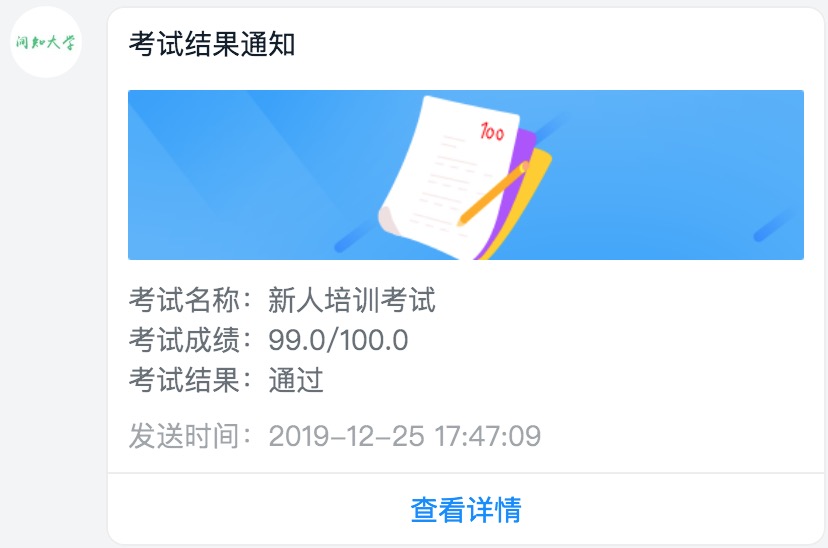 问知大学
考试结果通知
100
考试名称：新人培训考试
考试成绩：99.0/100.0
考试结果：通过
发送时间：2019-12-25 17:47:09
查看详情